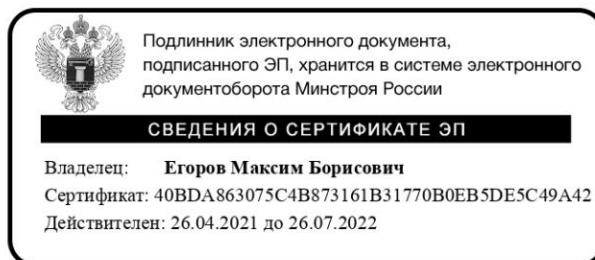 Подлинник электронного документа,
подписанного ЭП, хранится в системе электронного
документоборота Минстроя России
СВЕДЕНИЯ О СЕРТИФИКАТЕ ЭП
Владелец: Егоров Максим Борисович
Сертификат: 40BDA863075C4B873161B31770B0EB5DE5C49A42
Действителен: 26.04.2021 до 26.07.2022